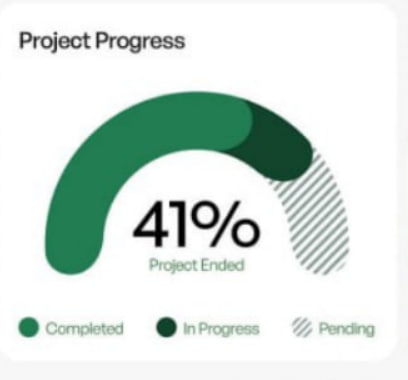 Project Progress
41%
Project Ended
Completed
In Progress
Pending